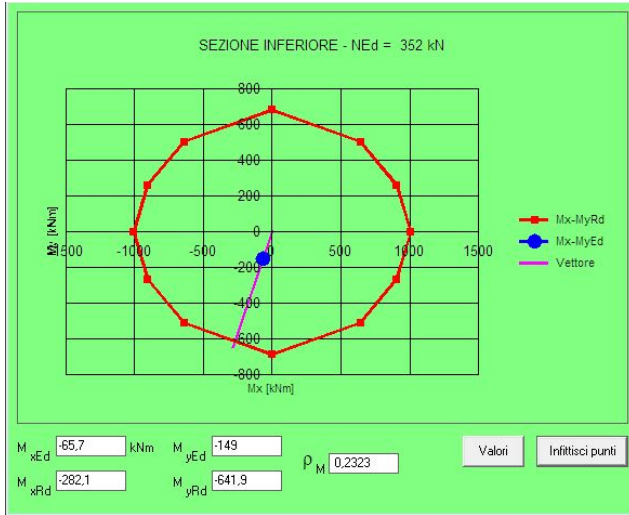 SEZIONE INFERIORE - NEd = 352 kN
800
600
400
200
0
-200
-400
-600
-800
-1500 -1000 -500 0 500 1000 1500
Mx [kNm]
Mx-MyRd
Mx-MyEd
Vettore
M xEd -65,7 kNm M yEd -149
M xRd -282,1 M yRd -641,9
ρ M 0,2323
Valori Infittisci punti